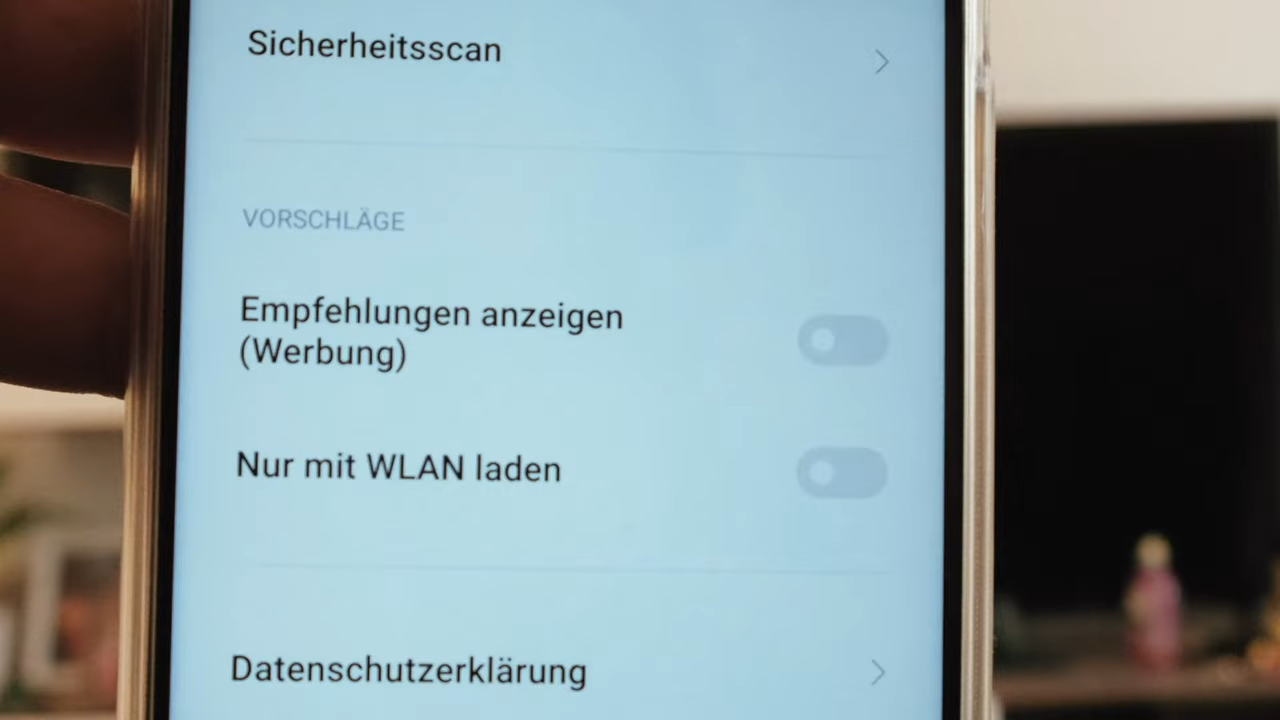 Sicherheitsscan
VORSCHLÄGE
Empfehlungen anzeigen
(Werbung)
Nur mit WLAN laden
Datenschutzerklärung